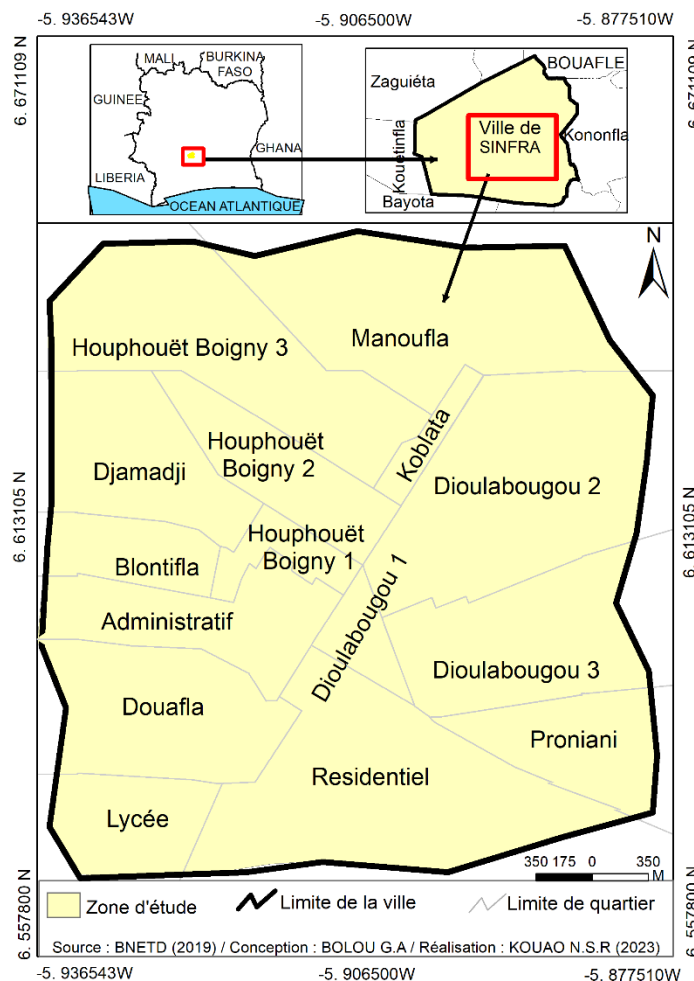 -5. 936543W
-5. 906500W
-5. 877510W
6. 671109 N
6. 671109 N
MALI
BURKINA
FASO
GUINEE
GHANA
LIBERIA
OCEAN ATLANTIQUE
BOUAFLE
Zaguiéta
Ville de
SINFRA
Kononfla
Kouetinfla
Bayota
N
Manoufla
Houphouët Boigny 3
Koblata
Houphouët
Boigny 2
Djamadji
Dioulabougou 2
6. 613105 N
6. 613105 N
Houphouët
Boigny 1
Blontifla
Administratif
Dioulabougou 1
Dioulabougou 3
Douafla
Proniani
Residentiel
Lycée
350 175 0 350
M
6. 557800 N
6. 557800 N
Zone d'étude
Limite de la ville
Limite de quartier
Source : BNETD (2019) / Conception : BOLOU G.A / Réalisation : KOUAO N.S.R (2023)
-5. 936543W
-5. 906500W
-5. 877510W